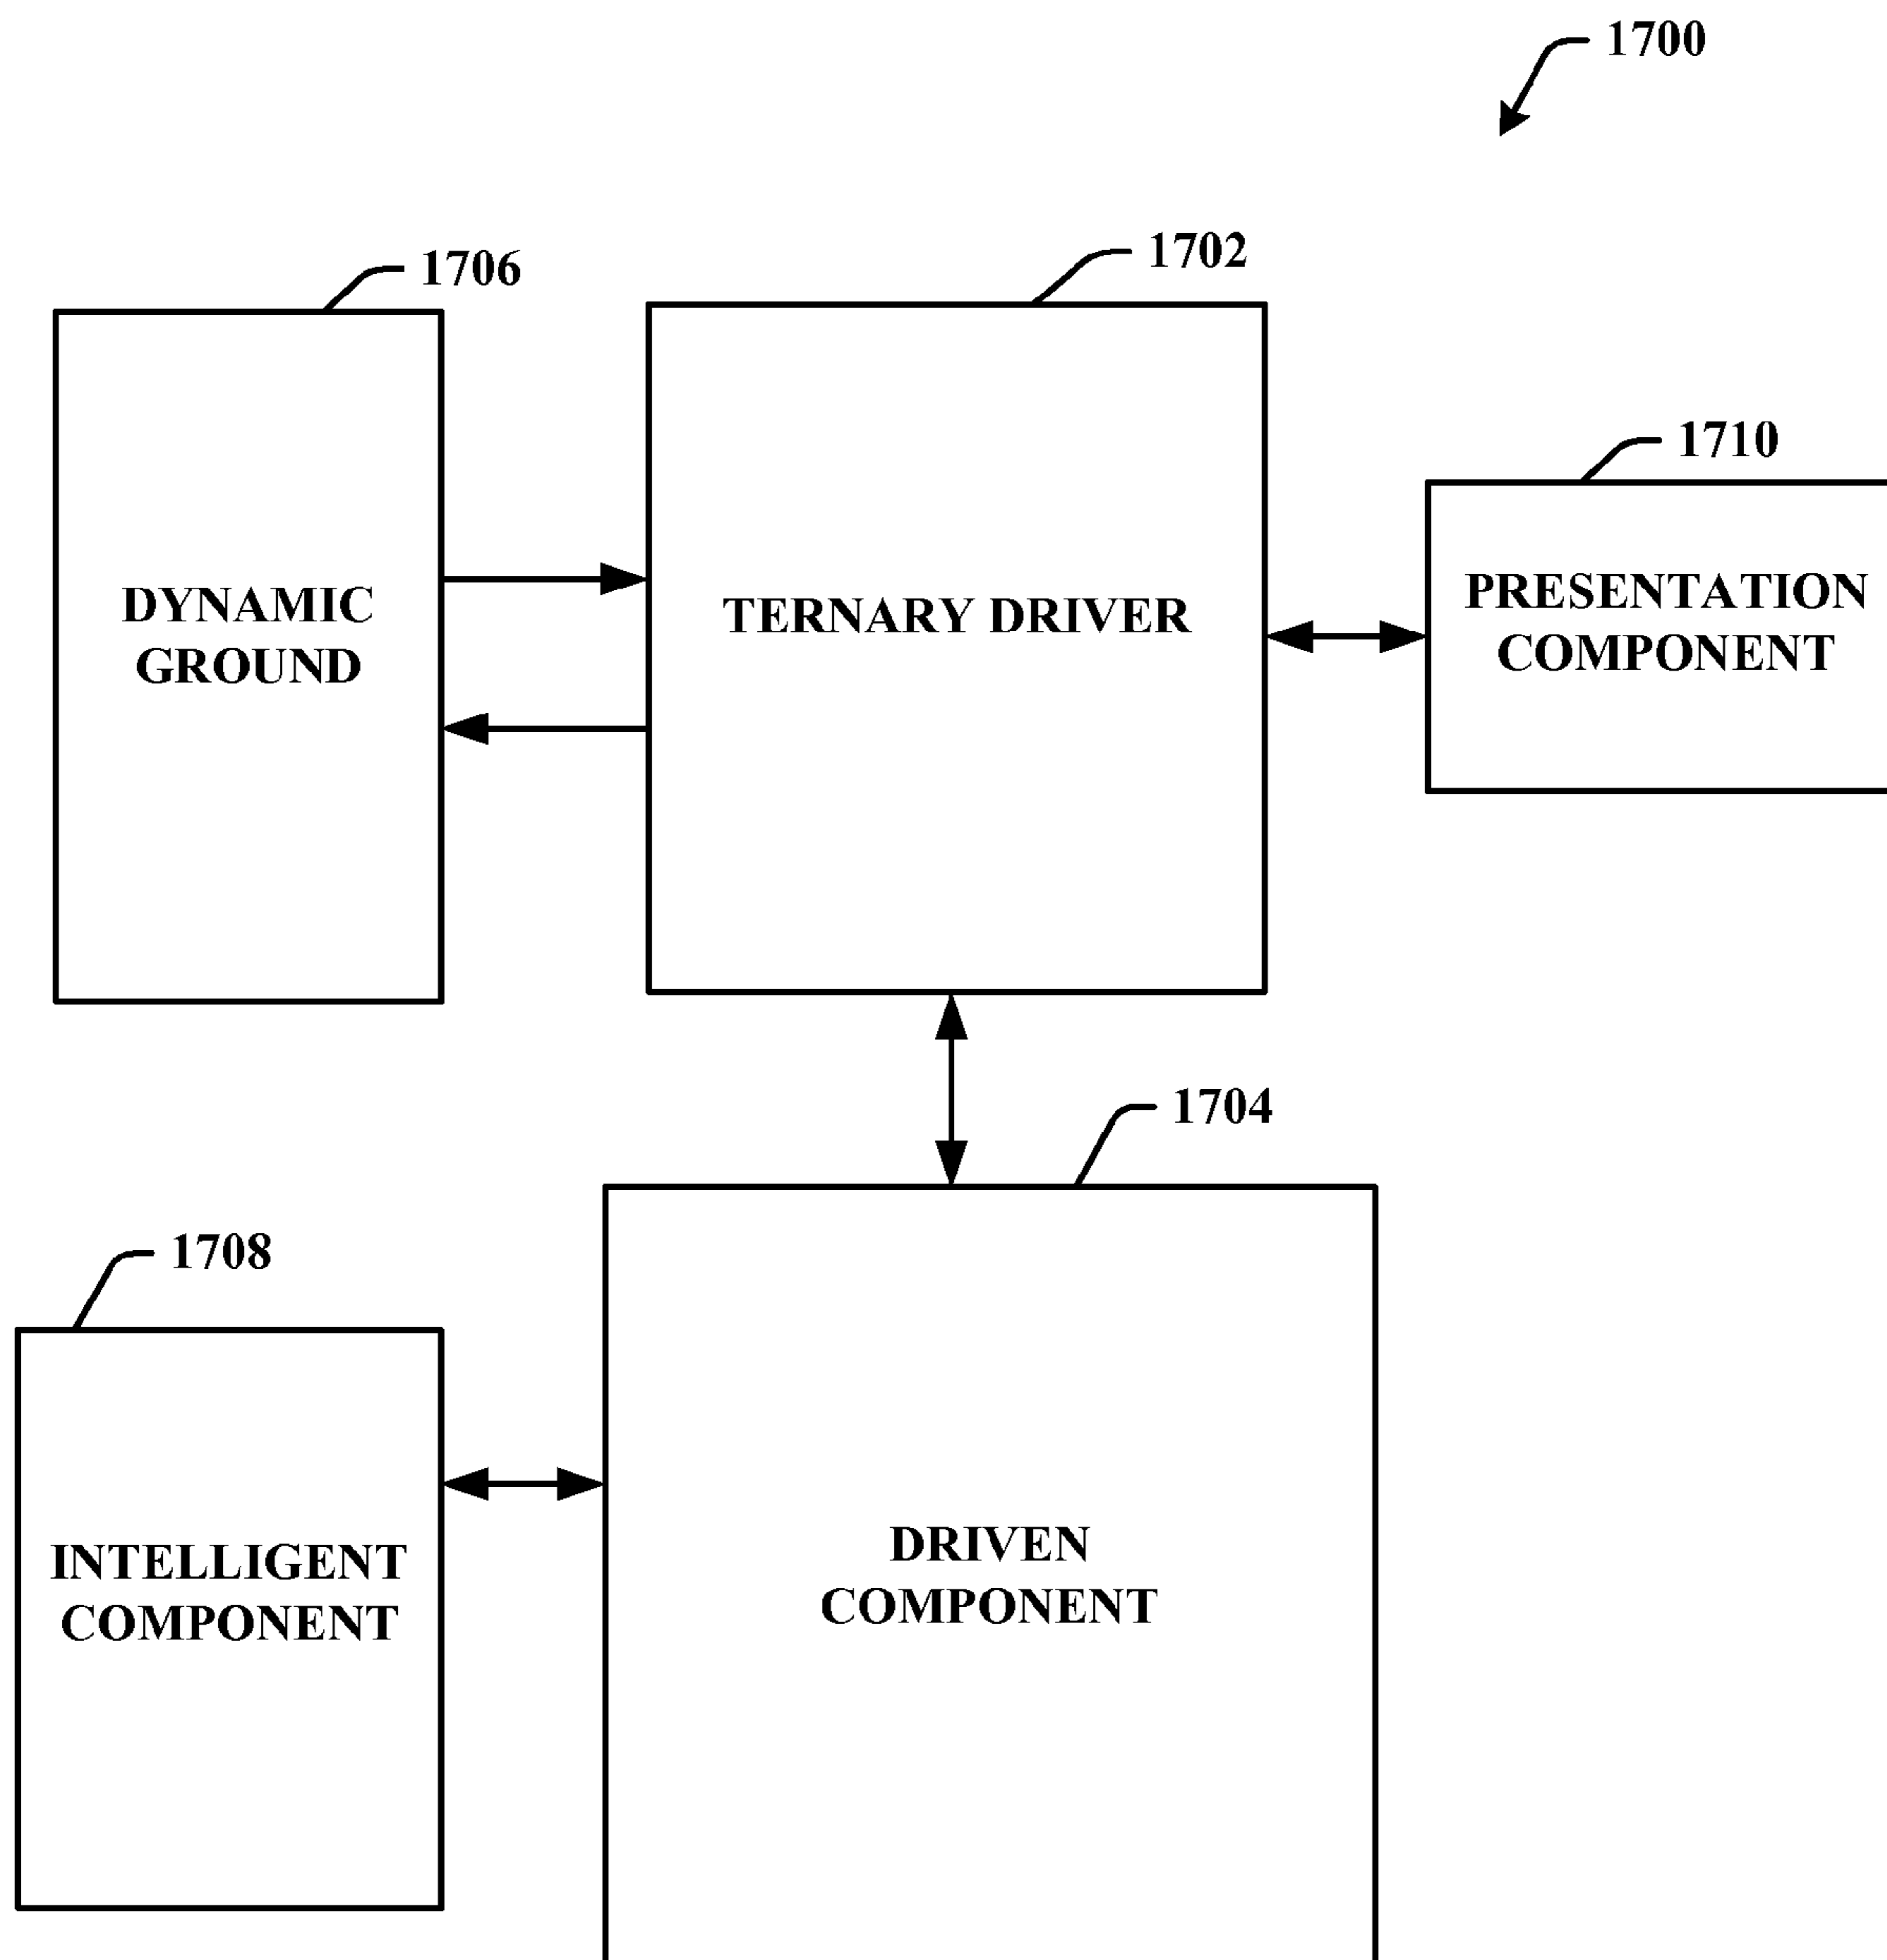 1700
1706
1702
1710
DYNAMIC
GROUND
TERNARY DRIVER
PRESENTATION
COMPONENT
1704
1708
INTELLIGENT
COMPONENT
DRIVEN
COMPONENT